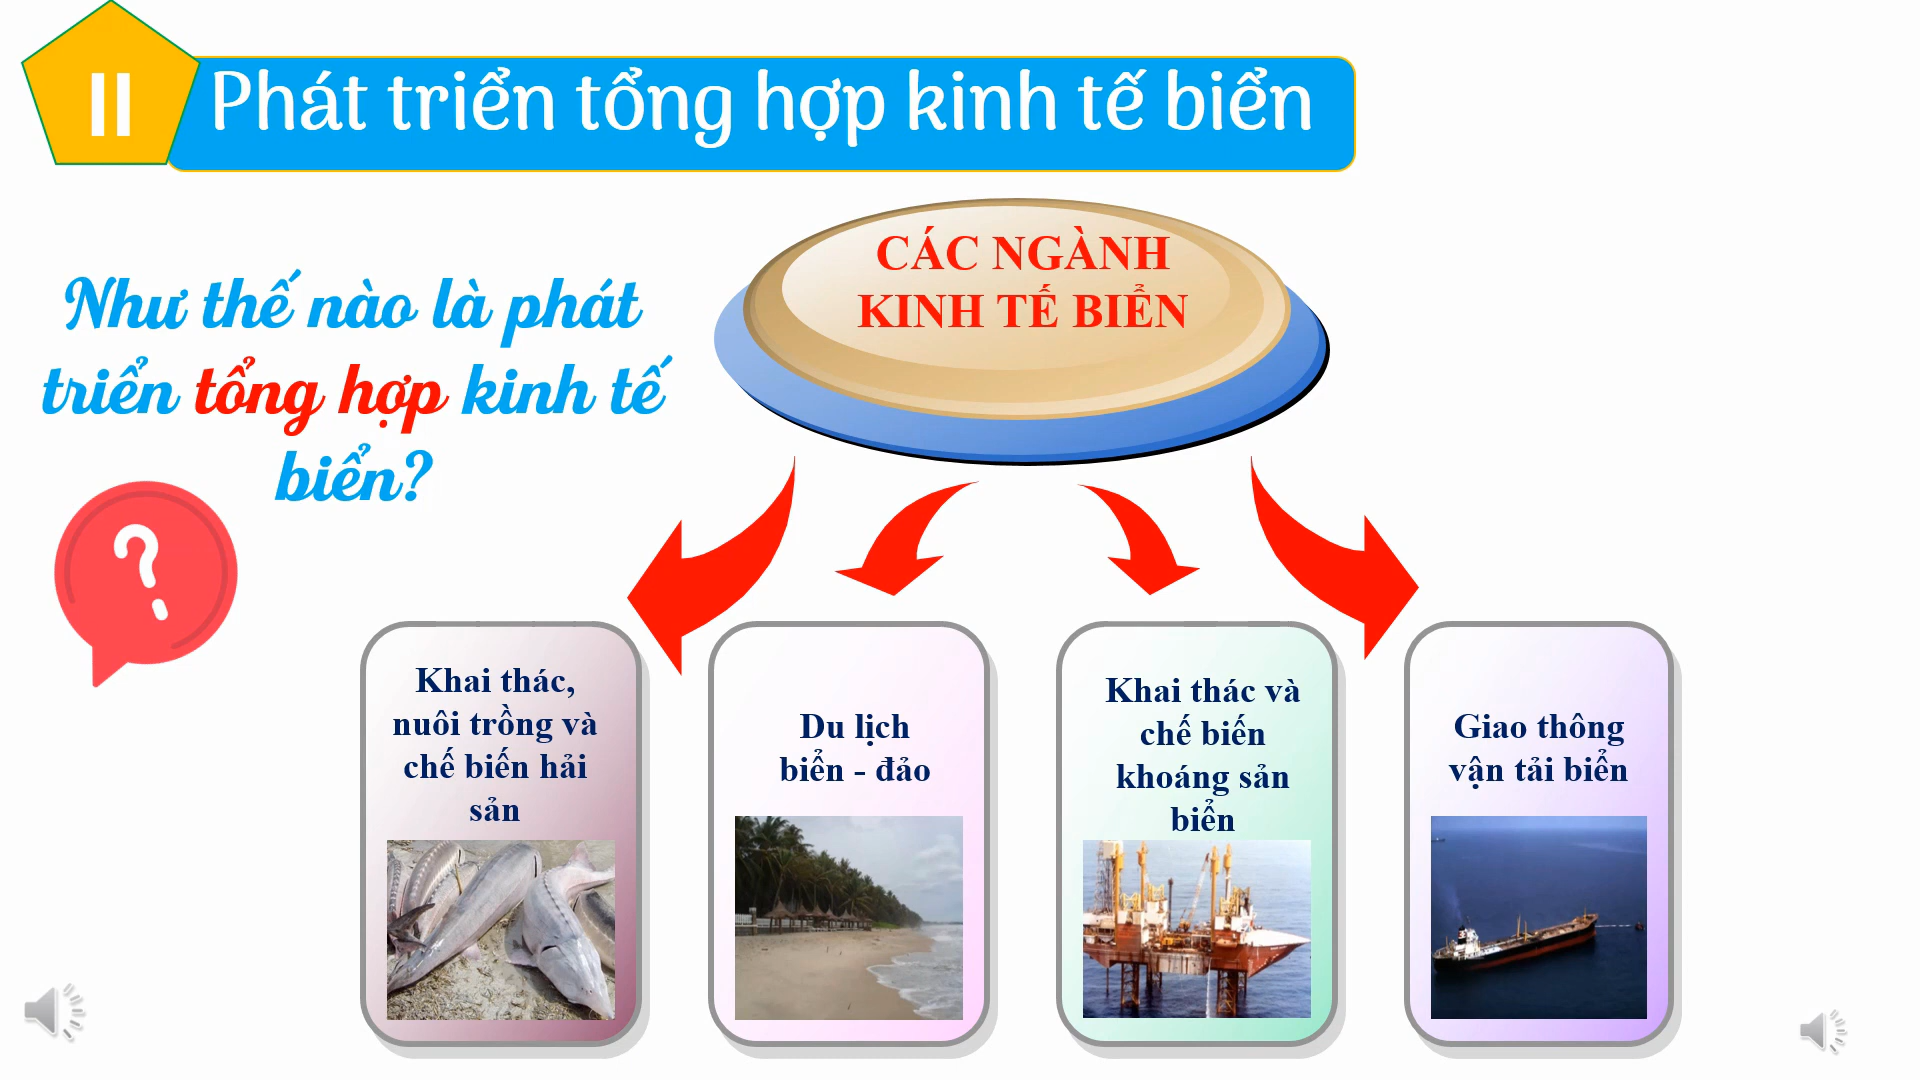 II
Phát triển tổng hợp kinh tế biển
Như thế nào là phát
triển tổng hợp kinh tế
biển?
CÁC NGÀNH
KINH TẾ BIỂN
Khai thác,
nuôi trồng và
chế biến hải
sản
Du lịch
biển - đảo
Khai thác và
chế biến
khoáng sản
biển
Giao thông
vận tải biển